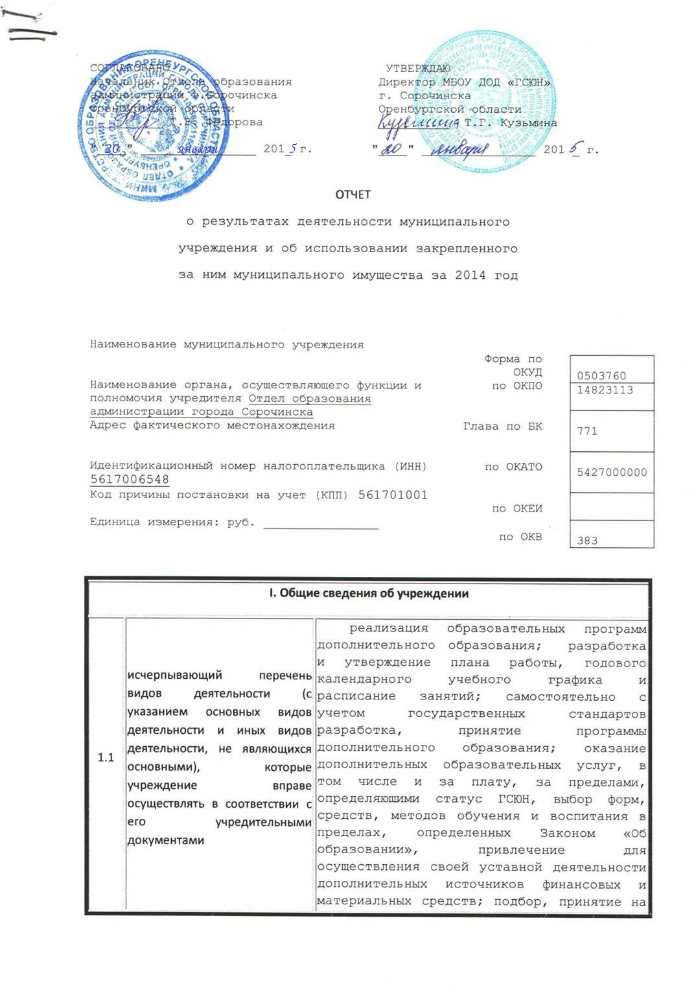 СОГЛАСОВАНО
Начальник Отдела образования
администрации г. Сорочинска
Оренбургской области
Т.В. Федорова
"20" января 2015 г.
УТВЕРЖДАЮ
Директор МБОУ ДОД «ГСЮН»
г. Сорочинска
Оренбургской области
Кузьмина Т.Г. Кузьмина
"20" января 2015 г.
ОТЧЕТ
о результатах деятельности муниципального
учреждения и об использовании закрепленного
за ним муниципального имущества за 2014 год
Наименование муниципального учреждения
Форма по
ОКУД 0503760
Наименование органа, осуществляющего функции и по ОКПО 14823113
полномочия учредителя Отдел образования
администрации города Сорочинска
Адрес фактического местонахождения Глава по БК 771
Идентификационный номер налогоплательщика (ИНН) по ОКАТО 5427000000
5617006548
Код причины постановки на учет (КПП) 561701001
по ОКЕИ
Единица измерения: руб. ________________
по ОКВ 383
I. Общие сведения об учреждении
1.1
исчерпывающий перечень
видов деятельности (с
указанием основных видов
деятельности и иных видов
деятельности, не являющихся
основными), которые
учреждение вправе
осуществлять в соответствии с
его учредительными
документами
реализация образовательных программ
дополнительного образования; разработка
и утверждение плана работы, годового
календарного учебного графика и
расписание занятий; самостоятельно с
учетом государственных стандартов
разработка, принятие программы
дополнительного образования; оказание
дополнительных образовательных услуг, в
том числе и за плату, за пределами,
определяющими статус ГСЮН, выбор форм,
средств, методов обучения и воспитания в
пределах, определенных Законом «Об
образовании», привлечение для
осуществления своей уставной деятельности
дополнительных источников финансовых и
материальных средств; подбор, принятие на